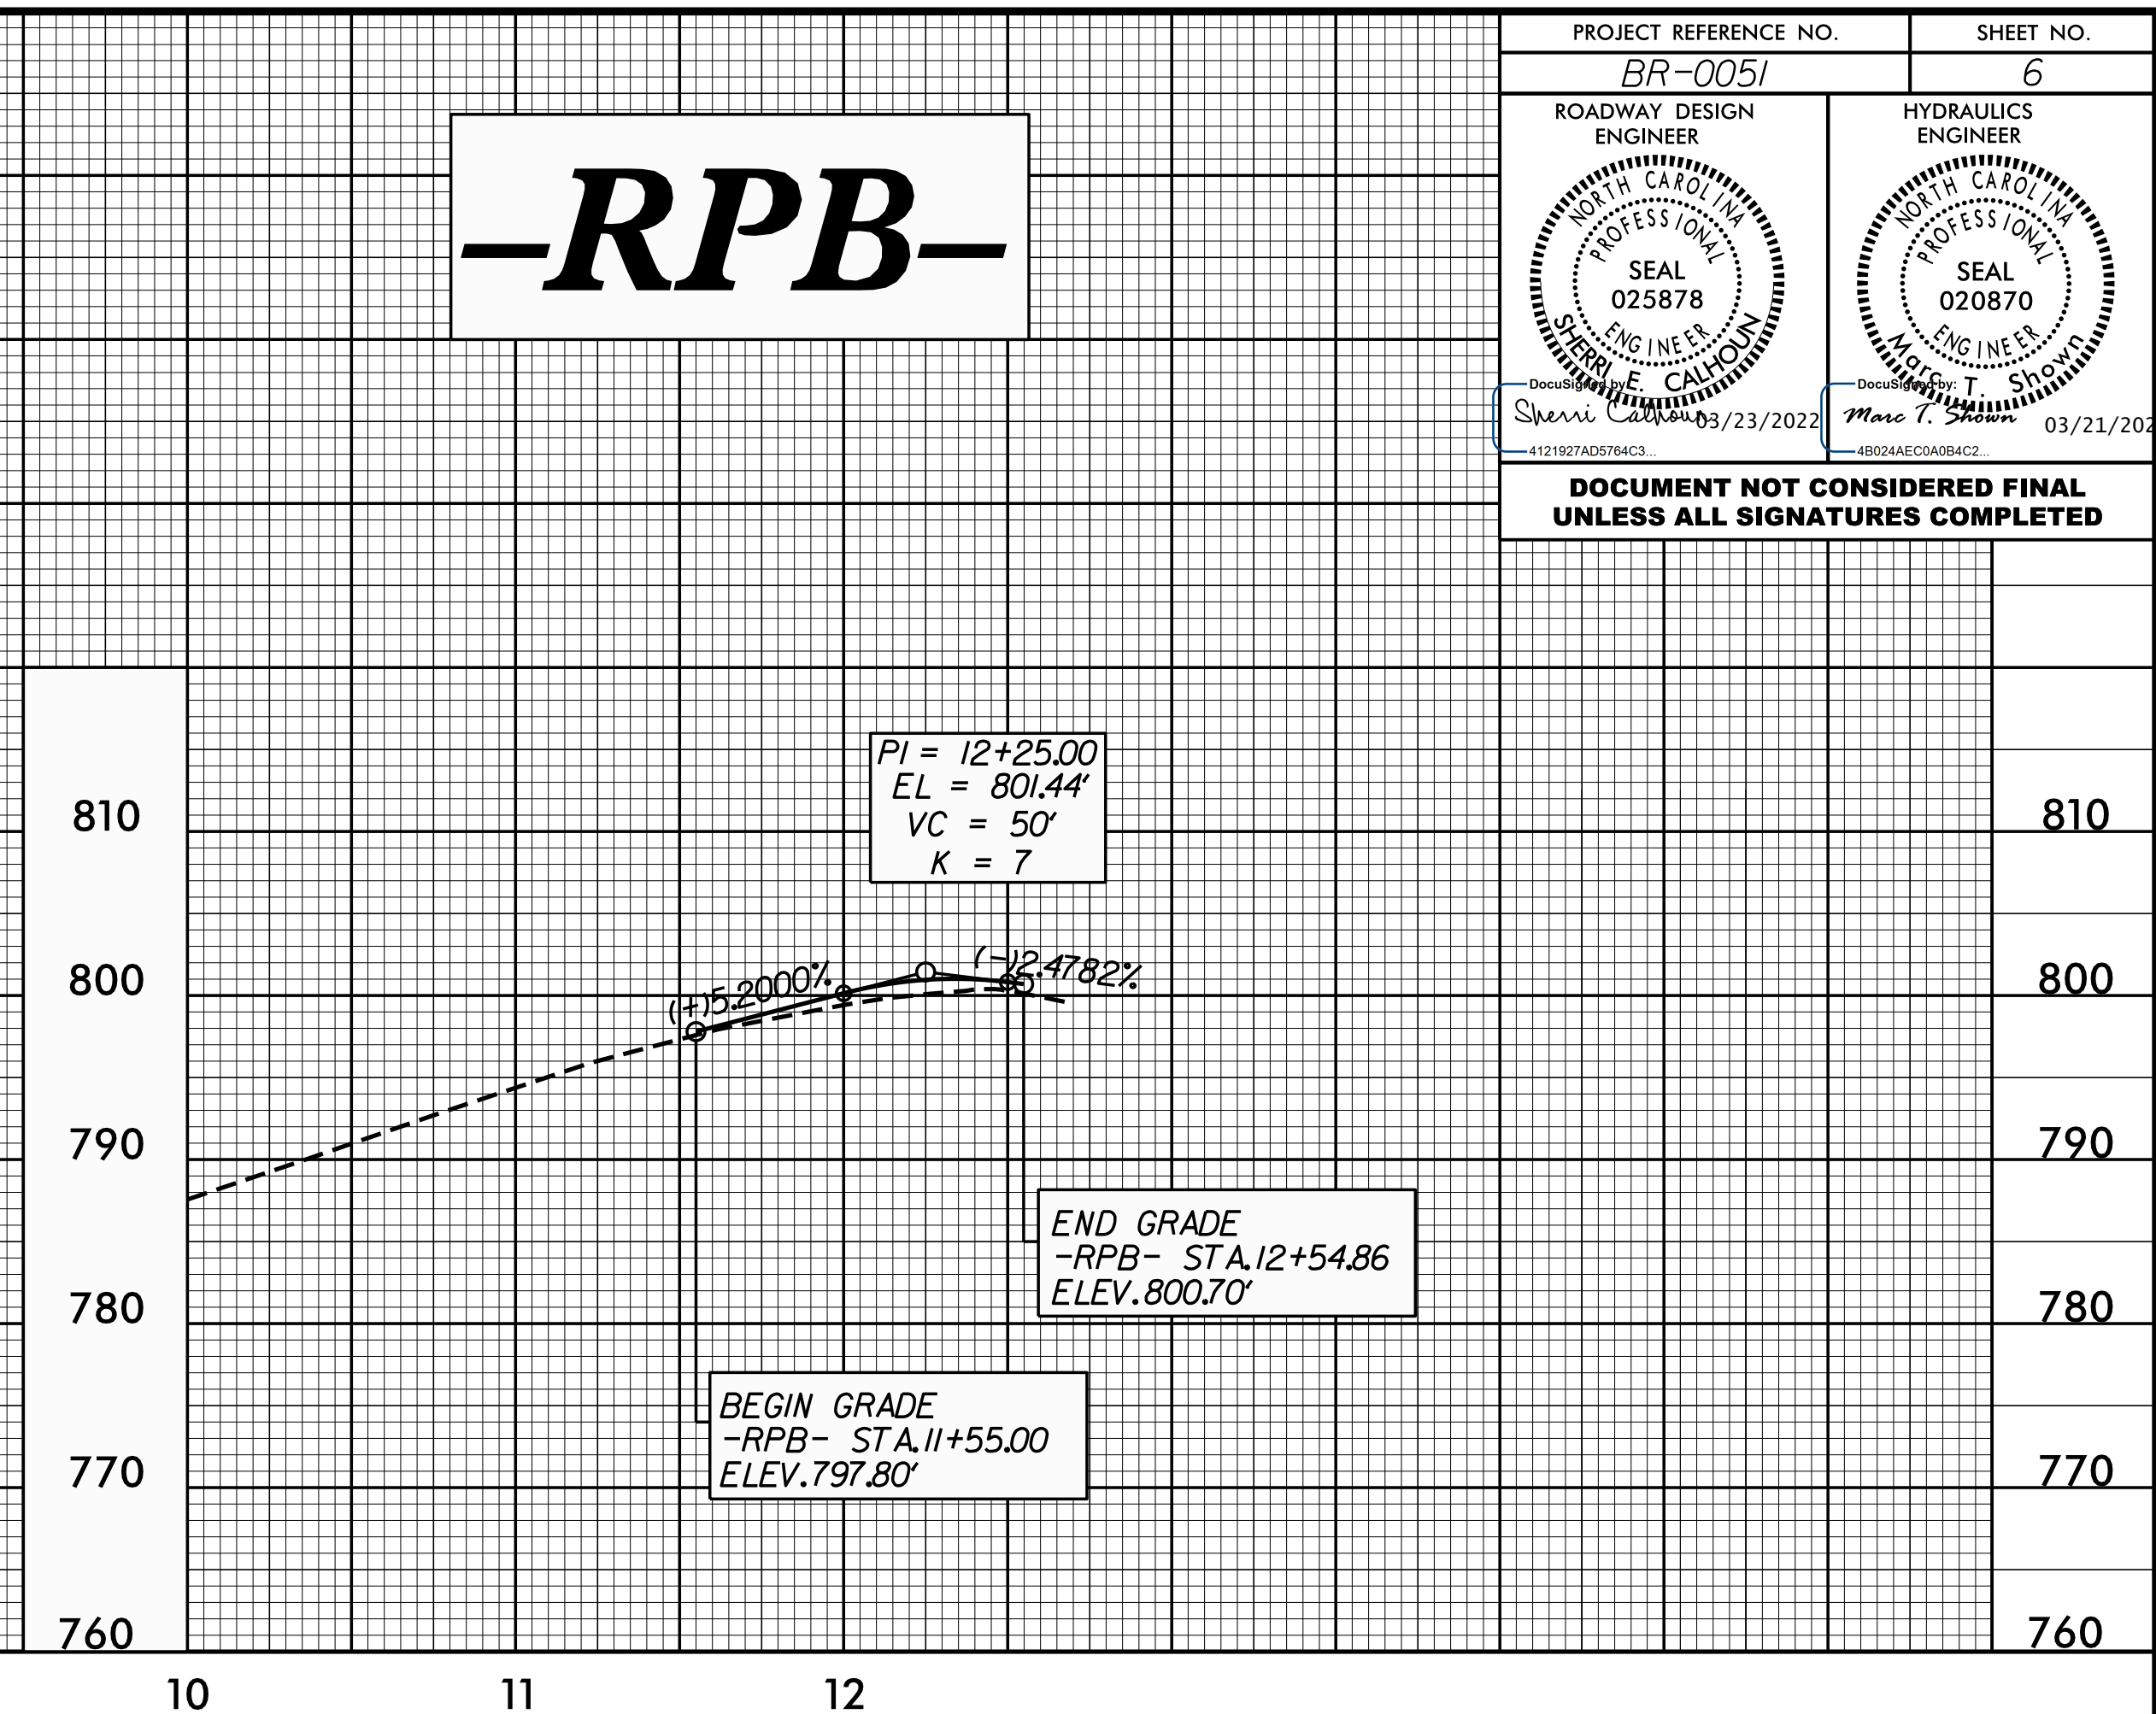 PROJECT REFERENCE NO.
SHEET NO.
BR-0051
6
ROADWAY DESIGN
ENGINEER
HYDRAULICS
ENGINEER
NORTH CAROLINA
PROFESSIONAL
SEAL
025878
ENGINEER
SHERRI E. CALHOUN
NORTH CAROLINA
PROFESSIONAL
SEAL
020870
ENGINEER
Marc T. Shown
DocuSigned by:
Sherri Calhoun
03/23/2022
4121927AD5764C3...
DocuSigned by:
Marc T. Shown
03/21/202
4B024AEC0A0B4C2...
DOCUMENT NOT CONSIDERED FINAL
UNLESS ALL SIGNATURES COMPLETED
-RPB-
PI = 12+25.00
EL = 801.44'
VC = 50'
K = 7
810
810
800
(+)5.2000%
(-)2.4782%
800
790
790
END GRADE
-RPB- STA.12+54.86
ELEV.800.70'
780
780
BEGIN GRADE
-RPB- STA.11+55.00
ELEV.797.80'
770
770
760
760
10
11
12